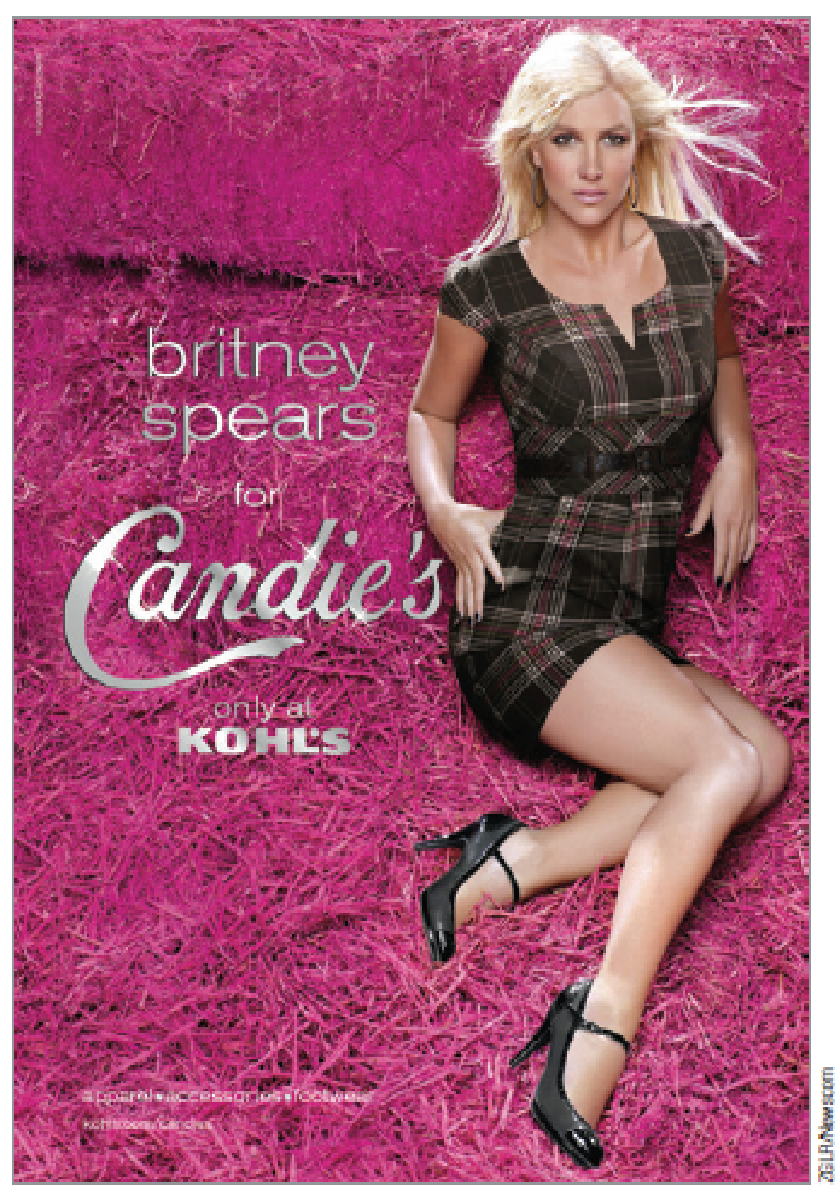 britney
spears
for
Candie's
only at
KOHL'S
apparel•accessories•footwear